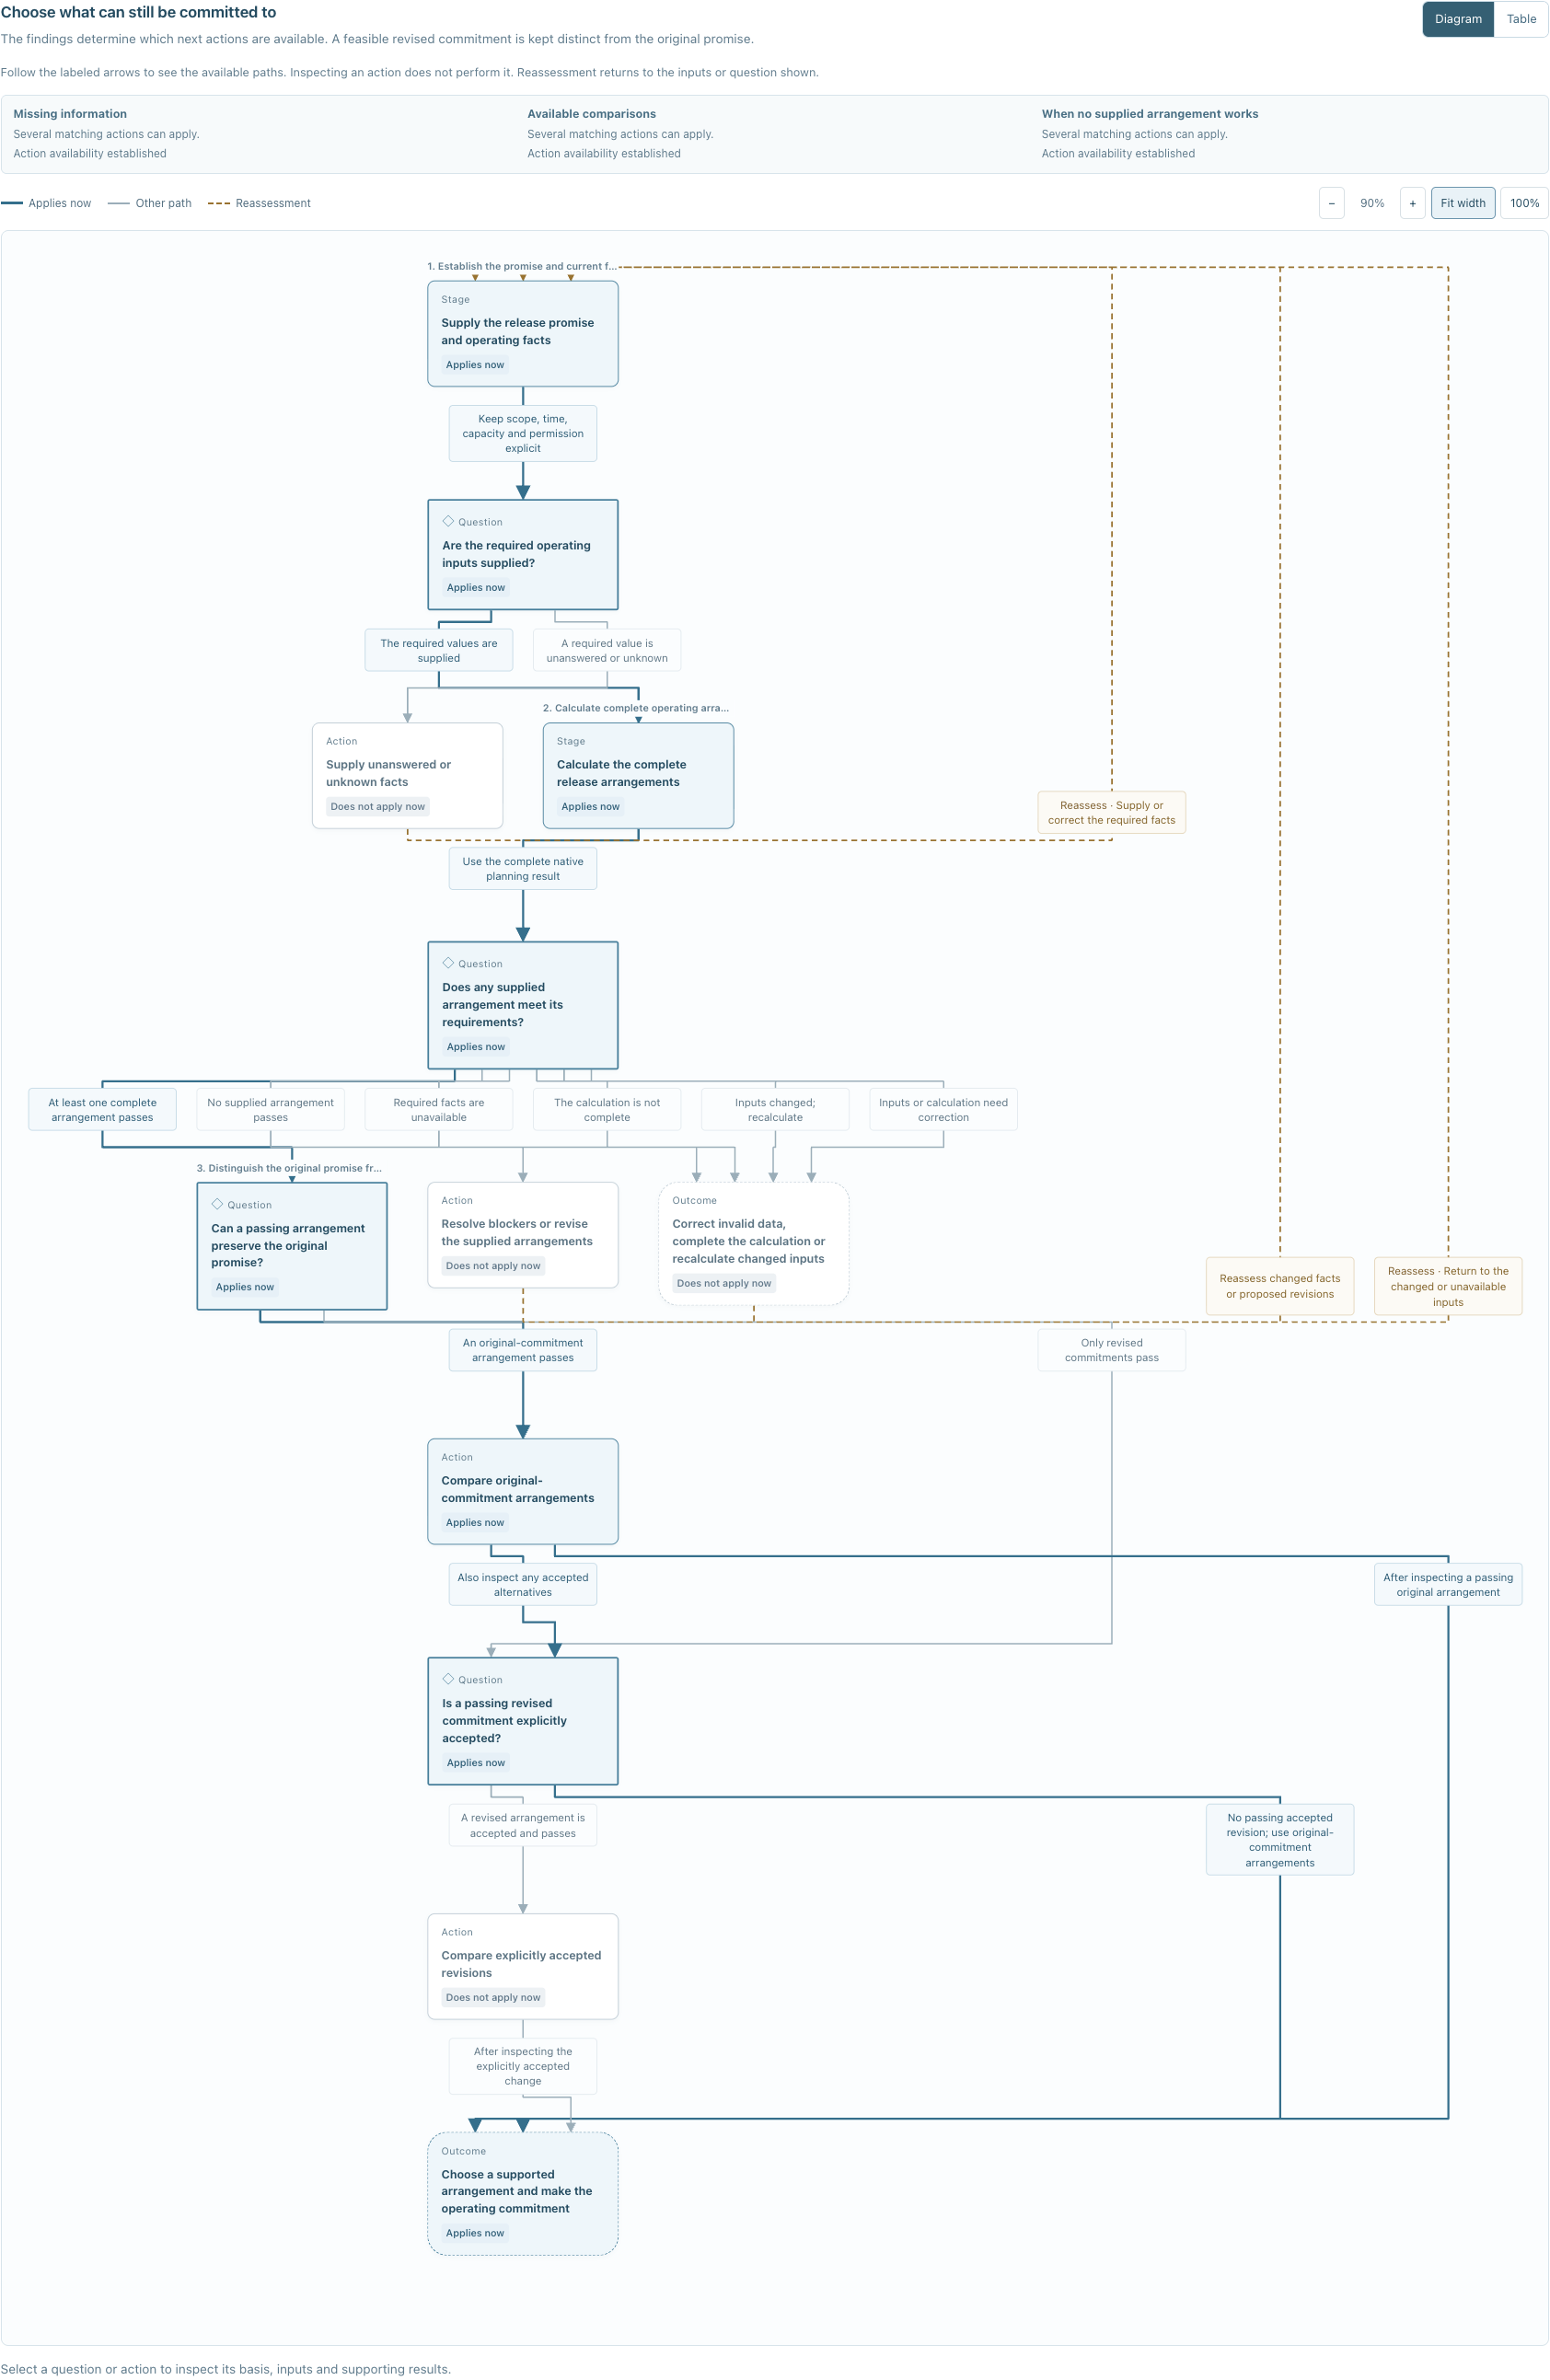 Choose what can still be committed to
Diagram
Table
The findings determine which next actions are available. A feasible revised commitment is kept distinct from the original promise.
Follow the labeled arrows to see the available paths. Inspecting an action does not perform it. Reassessment returns to the inputs or question shown.
Missing information
Several matching actions can apply.
Action availability established
Available comparisons
Several matching actions can apply.
Action availability established
When no supplied arrangement works
Several matching actions can apply.
Action availability established
Applies now
Other path
Reassessment
−
90%
+
Fit width
100%
1. Establish the promise and current f...
Stage
Supply the release promise
and operating facts
Applies now
Keep scope, time,
capacity and permission
explicit
Question
Are the required operating
inputs supplied?
Applies now
The required values are
supplied
A required value is
unanswered or unknown
2. Calculate complete operating arra...
Action
Supply unanswered or
unknown facts
Does not apply now
Stage
Calculate the complete
release arrangements
Applies now
Reassess · Supply or
correct the required facts
Use the complete native
planning result
Question
Does any supplied
arrangement meet its
requirements?
Applies now
At least one complete
arrangement passes
No supplied arrangement
passes
Required facts are
unavailable
The calculation is not
complete
Inputs changed;
recalculate
Inputs or calculation need
correction
3. Distinguish the original promise fr...
Question
Can a passing arrangement
preserve the original
promise?
Applies now
Action
Resolve blockers or revise
the supplied arrangements
Does not apply now
Outcome
Correct invalid data,
complete the calculation or
recalculate changed inputs
Does not apply now
Reassess changed facts
or proposed revisions
Reassess · Return to the
changed or unavailable
inputs
An original-commitment
arrangement passes
Only revised
commitments pass
Action
Compare original-
commitment arrangements
Applies now
Also inspect any accepted
alternatives
After inspecting a passing
original arrangement
Question
Is a passing revised
commitment explicitly
accepted?
Applies now
A revised arrangement is
accepted and passes
No passing accepted
revision; use original-
commitment
arrangements
Action
Compare explicitly accepted
revisions
Does not apply now
After inspecting the
explicitly accepted
change
Outcome
Choose a supported
arrangement and make the
operating commitment
Applies now
Select a question or action to inspect its basis, inputs and supporting results.